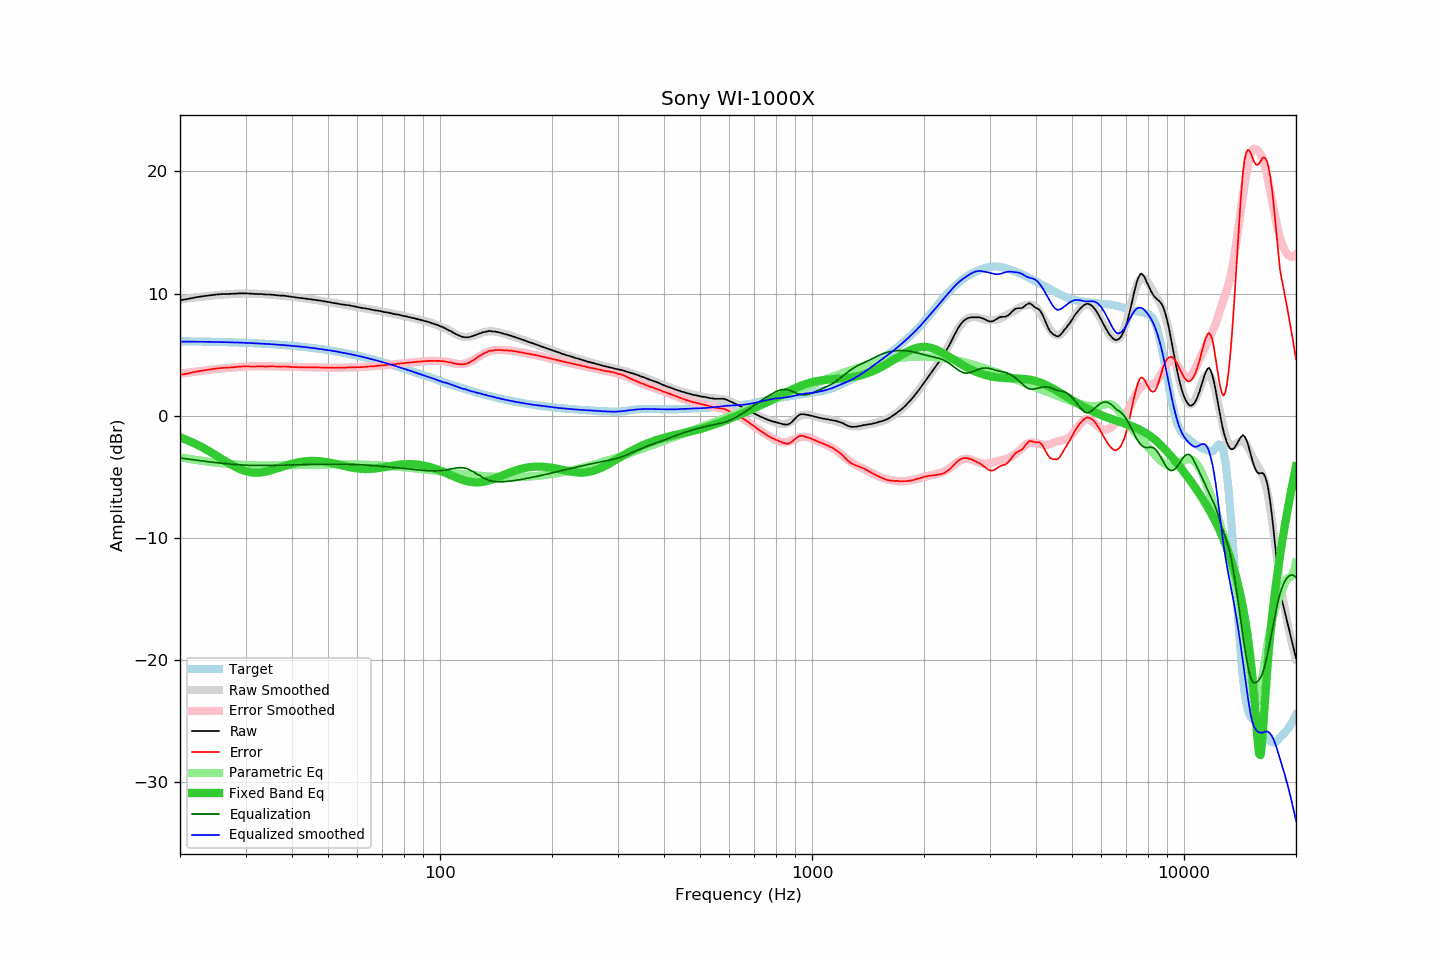 Sony WI-1000X
Amplitude (dBr)
20
10
0
−10
−20
−30
Target
Raw Smoothed
Error Smoothed
Raw
Error
Parametric Eq
Fixed Band Eq
Equalization
Equalized smoothed
100
1000
10000
Frequency (Hz)